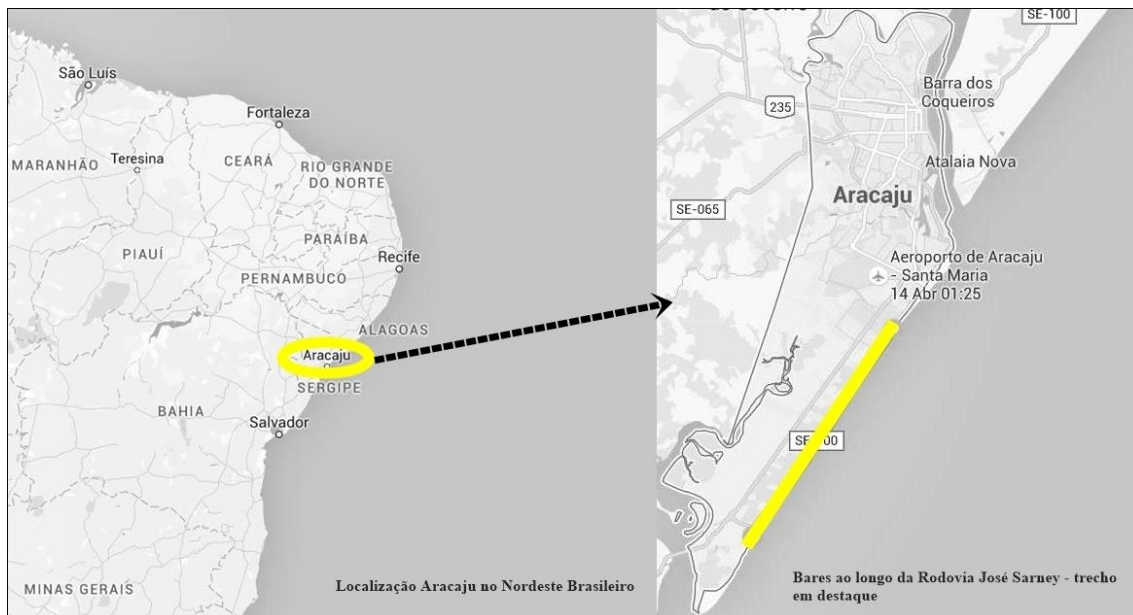 São Luís
Fortaleza
MARANHÃO
Teresina
CEARÁ
RIO GRANDE
DO NORTE
PARAÍBA
PIAUÍ
Recife
PERNAMBUCO
ALAGOAS
Aracaju
SERGIPE
BAHIA
Salvador
MINAS GERAIS
Localização Aracaju no Nordeste Brasileiro
SE-100
235
Barra dos
Coqueiros
Atalaia Nova
SE-065
Aracaju
Aeroporto de Aracaju
- Santa Maria
14 Abr 01:25
Bares ao longo da Rodovia José Sarney - trecho
em destaque